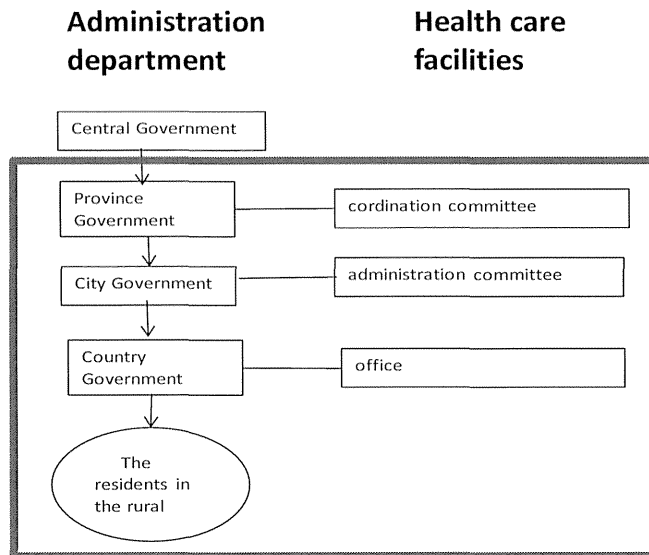 Administration
department
Health care
facilities
Central Government
Province
Government
cordination committee
City Government
administration committee
Country
Government
office
The
residents in
the rural